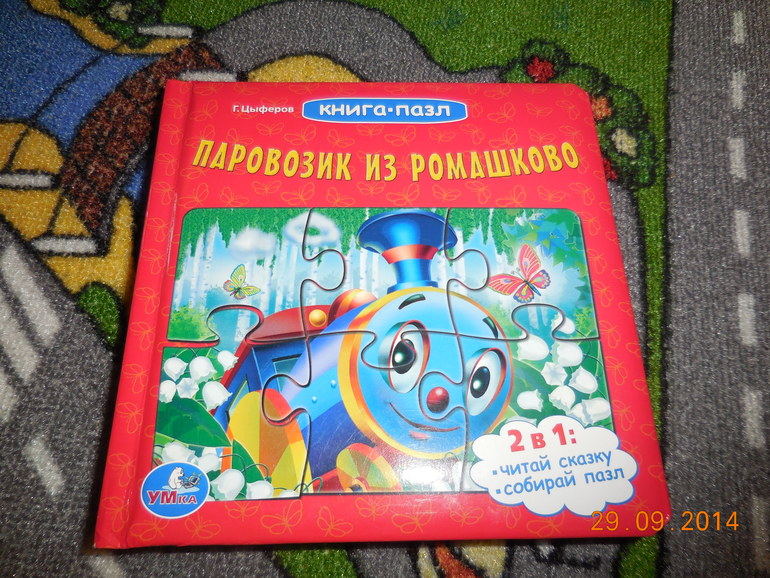 Г. Цыферов
КНИГА•ПАЗЛ
ПАРОВОЗИК ИЗ РОМАШКОВО
2 в 1:
•читай сказку
•собирай пазл
УМКА
29.09.2014